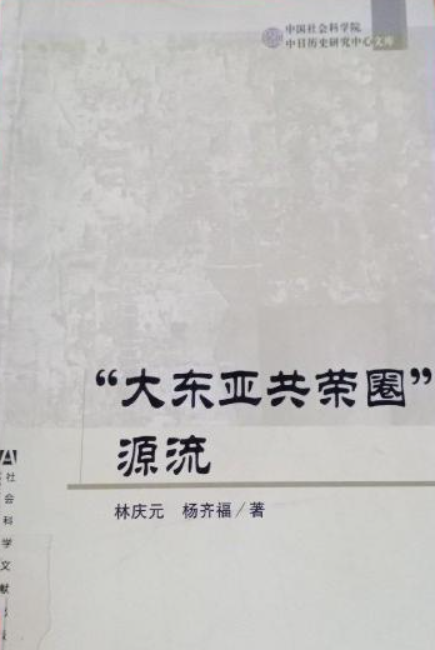 中国社会科学院
中日历史研究中心文库
“大东亚共荣圈”
源流
林庆元 杨齐福/著
社会科学文献